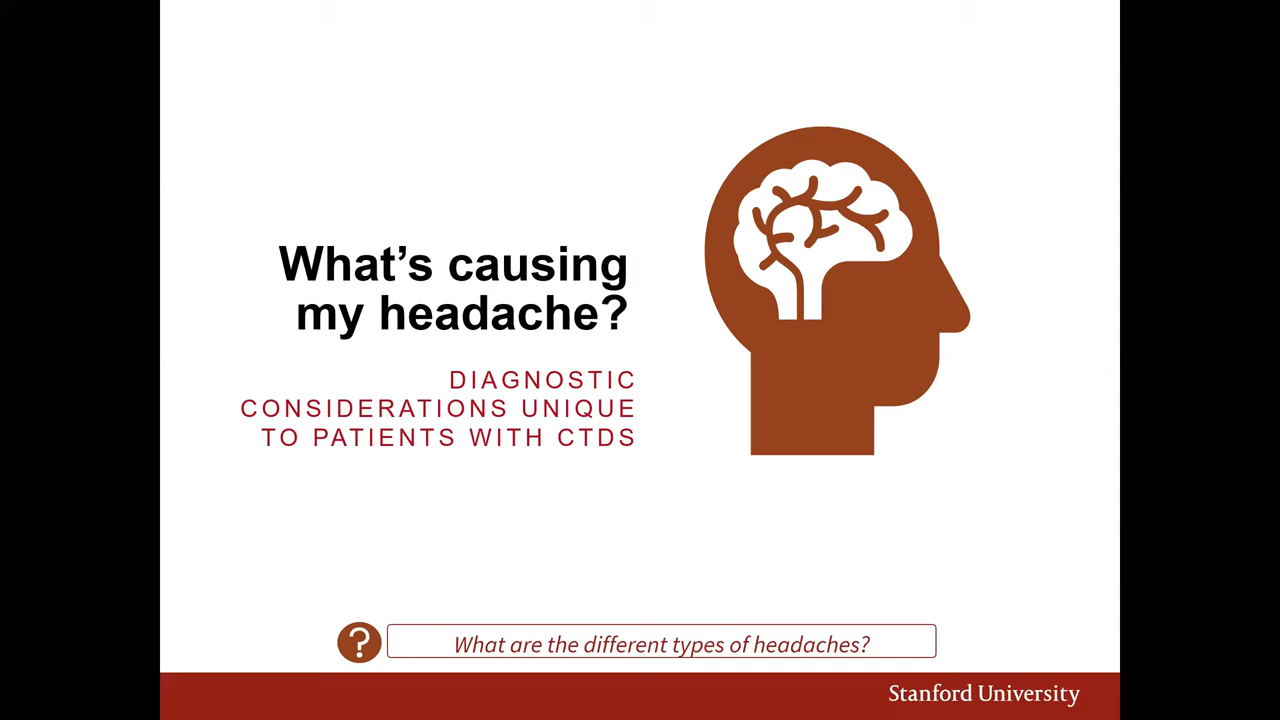 What's causing
my headache?
DIAGNOSTIC
CONSIDERATIONS UNIQUE
TO PATIENTS WITH CTDS
?
What are the different types of headaches?
Stanford University